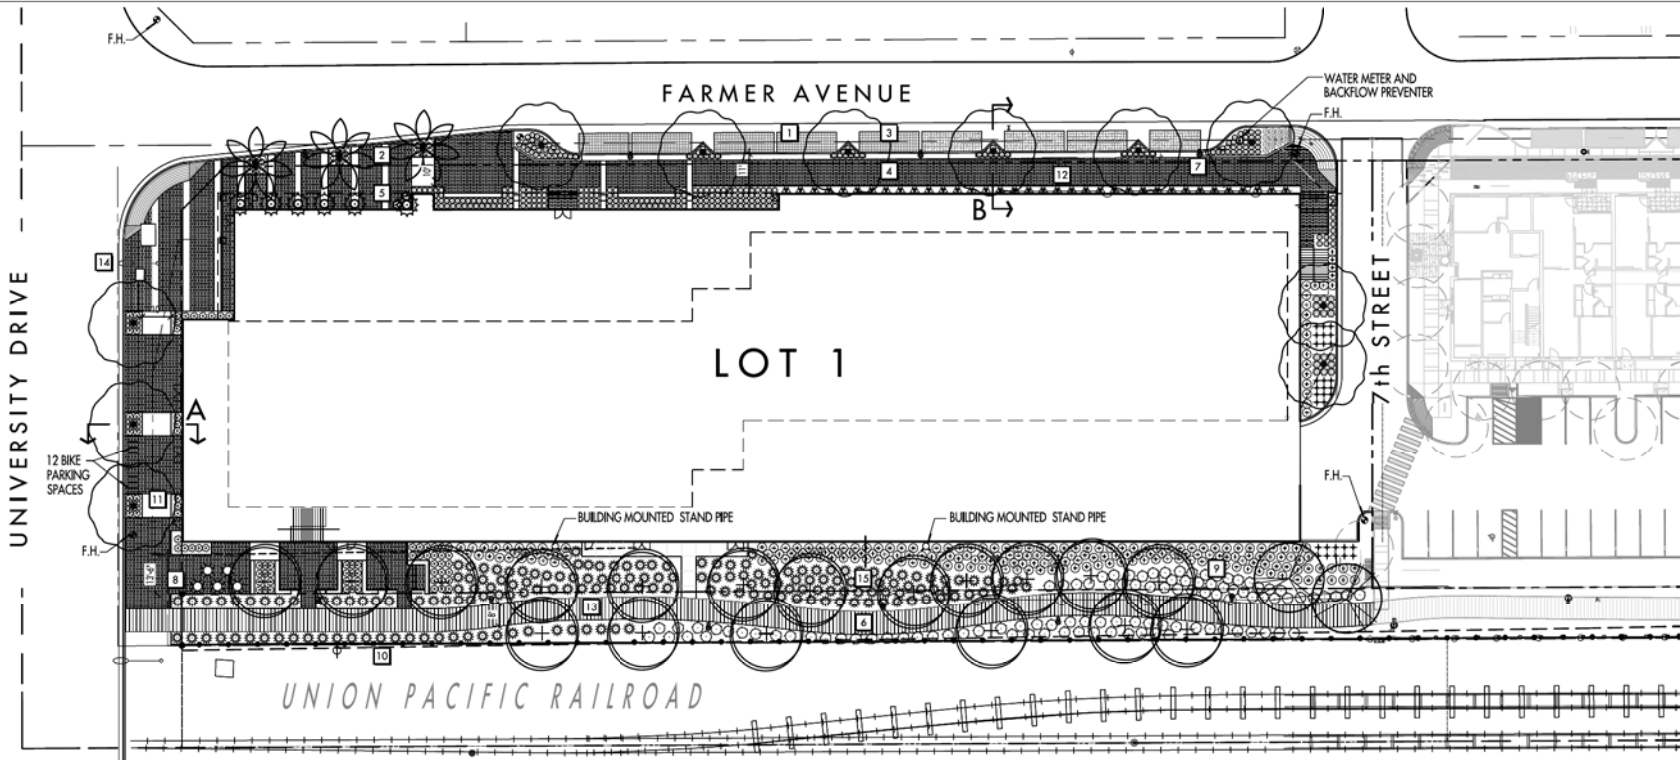 F.H.
FARMER AVENUE
WATER METER AND
BACKFLOW PREVENTER
F.H.
1
3
2
4
5
7
12
10'
11'
B
14
UNIVERSITY DRIVE
LOT 1
7th STREET
A
12 BIKE
PARKING
SPACES
11
F.H.
F.H.
BUILDING MOUNTED STAND PIPE
BUILDING MOUNTED STAND PIPE
8
15
9
13
6
10
UNION PACIFIC RAILROAD